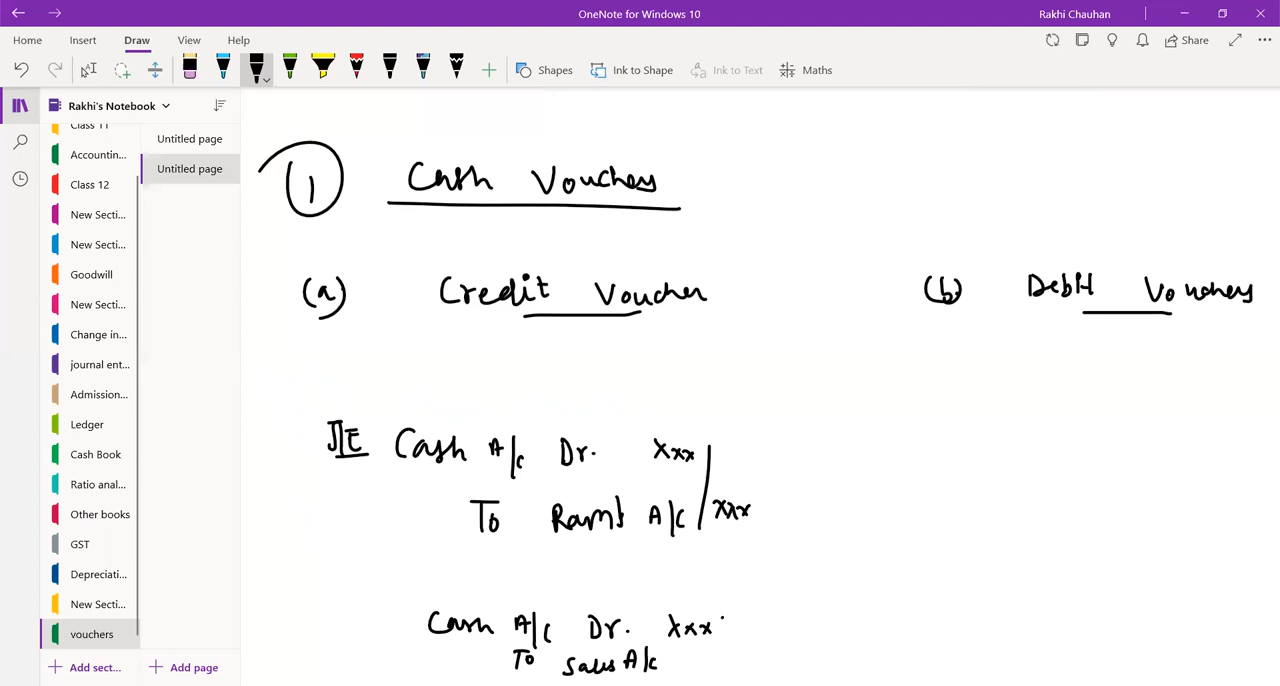 OneNote for Windows 10
Rakhi Chauhan
Home Insert Draw View Help
Share
Shapes Ink to Shape Ink to Text Maths
Rakhi's Notebook
Class 11
Accountin...
Class 12
New Secti...
New Secti...
Goodwill
New Secti...
Change in...
journal ent...
Admission...
Ledger
Cash Book
Ratio anal...
Other books
GST
Depreciati...
New Secti...
vouchers
Add sect...
Untitled page
Untitled page
Add page
1 Cash Vouchers
(a) Credit Voucher (b) Debit Vouchers
J/E Cash A/c Dr. xxx
To Ram's A/c xxx
Cash A/c Dr. xxx
To Sales A/c